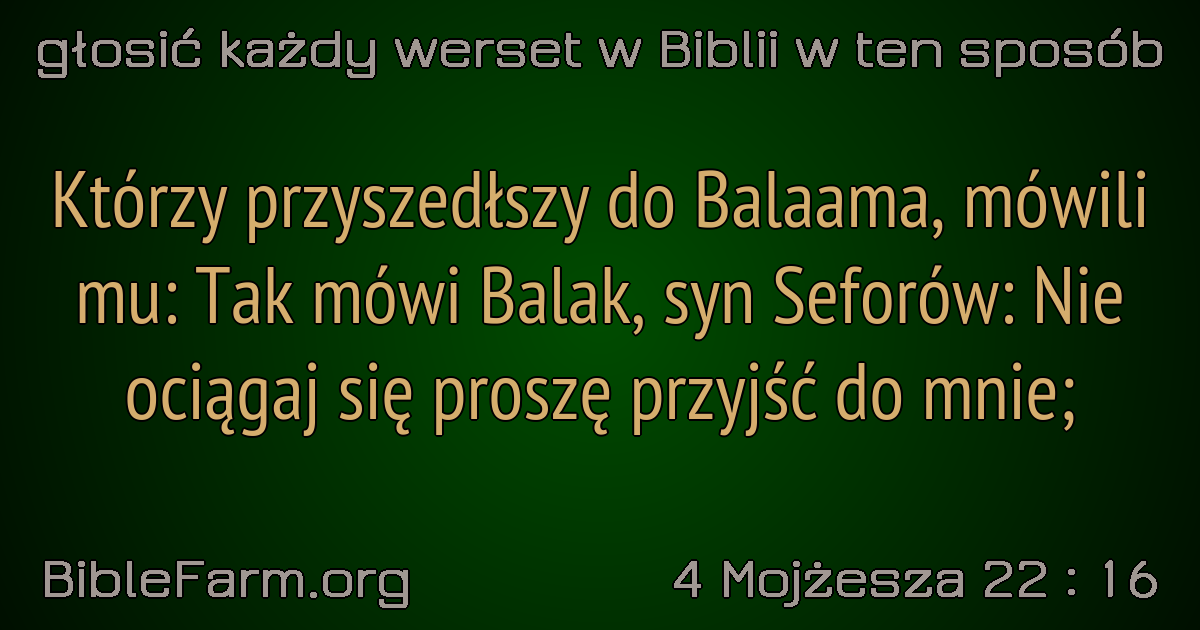 głosić każdy werset w Biblii w ten sposób
Którzy przyszedłszy do Balaama, mówili
mu: Tak mówi Balak, syn Seforów: Nie
ociągaj się proszę przyjść do mnie;
BibleFarm.org
4 Mojżesza 22 : 16